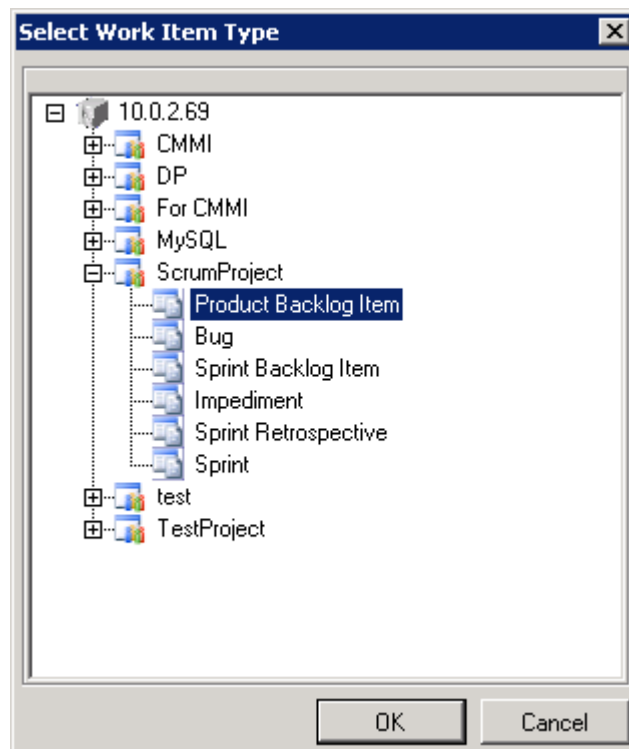 Select Work Item Type
10.0.2.69
CMMI
DP
For CMMI
MySQL
ScrumProject
Product Backlog Item
Bug
Sprint Backlog Item
Impediment
Sprint Retrospective
Sprint
test
TestProject
OK Cancel